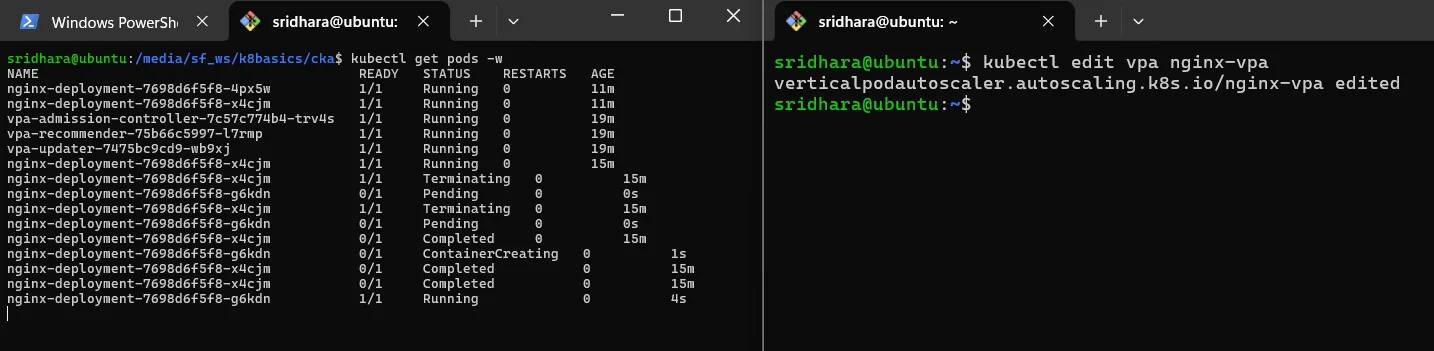 Windows PowerShe
sridhara@ubuntu:
sridhara@ubuntu:/media/sf_ws/k8basics/cka$ kubectl get pods -w
NAME READY STATUS RESTARTS AGE
nginx-deployment-7698d6f5f8-4px5w 1/1 Running 0 11m
nginx-deployment-7698d6f5f8-x4cjm 1/1 Running 0 11m
vpa-admission-controller-7c57c774b4-trv4s 1/1 Running 0 19m
vpa-recommender-75b66c5997-l7rmp 1/1 Running 0 19m
vpa-updater-7475bc9cd9-wb9xj 1/1 Running 0 19m
nginx-deployment-7698d6f5f8-x4cjm 1/1 Running 0 15m
nginx-deployment-7698d6f5f8-x4cjm 1/1 Terminating 0 15m
nginx-deployment-7698d6f5f8-g6kdn 0/1 Pending 0 0s
nginx-deployment-7698d6f5f8-x4cjm 1/1 Terminating 0 15m
nginx-deployment-7698d6f5f8-g6kdn 0/1 Pending 0 0s
nginx-deployment-7698d6f5f8-x4cjm 0/1 Completed 0 15m
nginx-deployment-7698d6f5f8-g6kdn 0/1 ContainerCreating 0 1s
nginx-deployment-7698d6f5f8-x4cjm 0/1 Completed 0 15m
nginx-deployment-7698d6f5f8-x4cjm 0/1 Completed 0 15m
nginx-deployment-7698d6f5f8-g6kdn 1/1 Running 0 4s
sridhara@ubuntu: ~
sridhara@ubuntu:~$ kubectl edit vpa nginx-vpa
verticalpodautoscaler.autoscaling.k8s.io/nginx-vpa edited
sridhara@ubuntu:~$